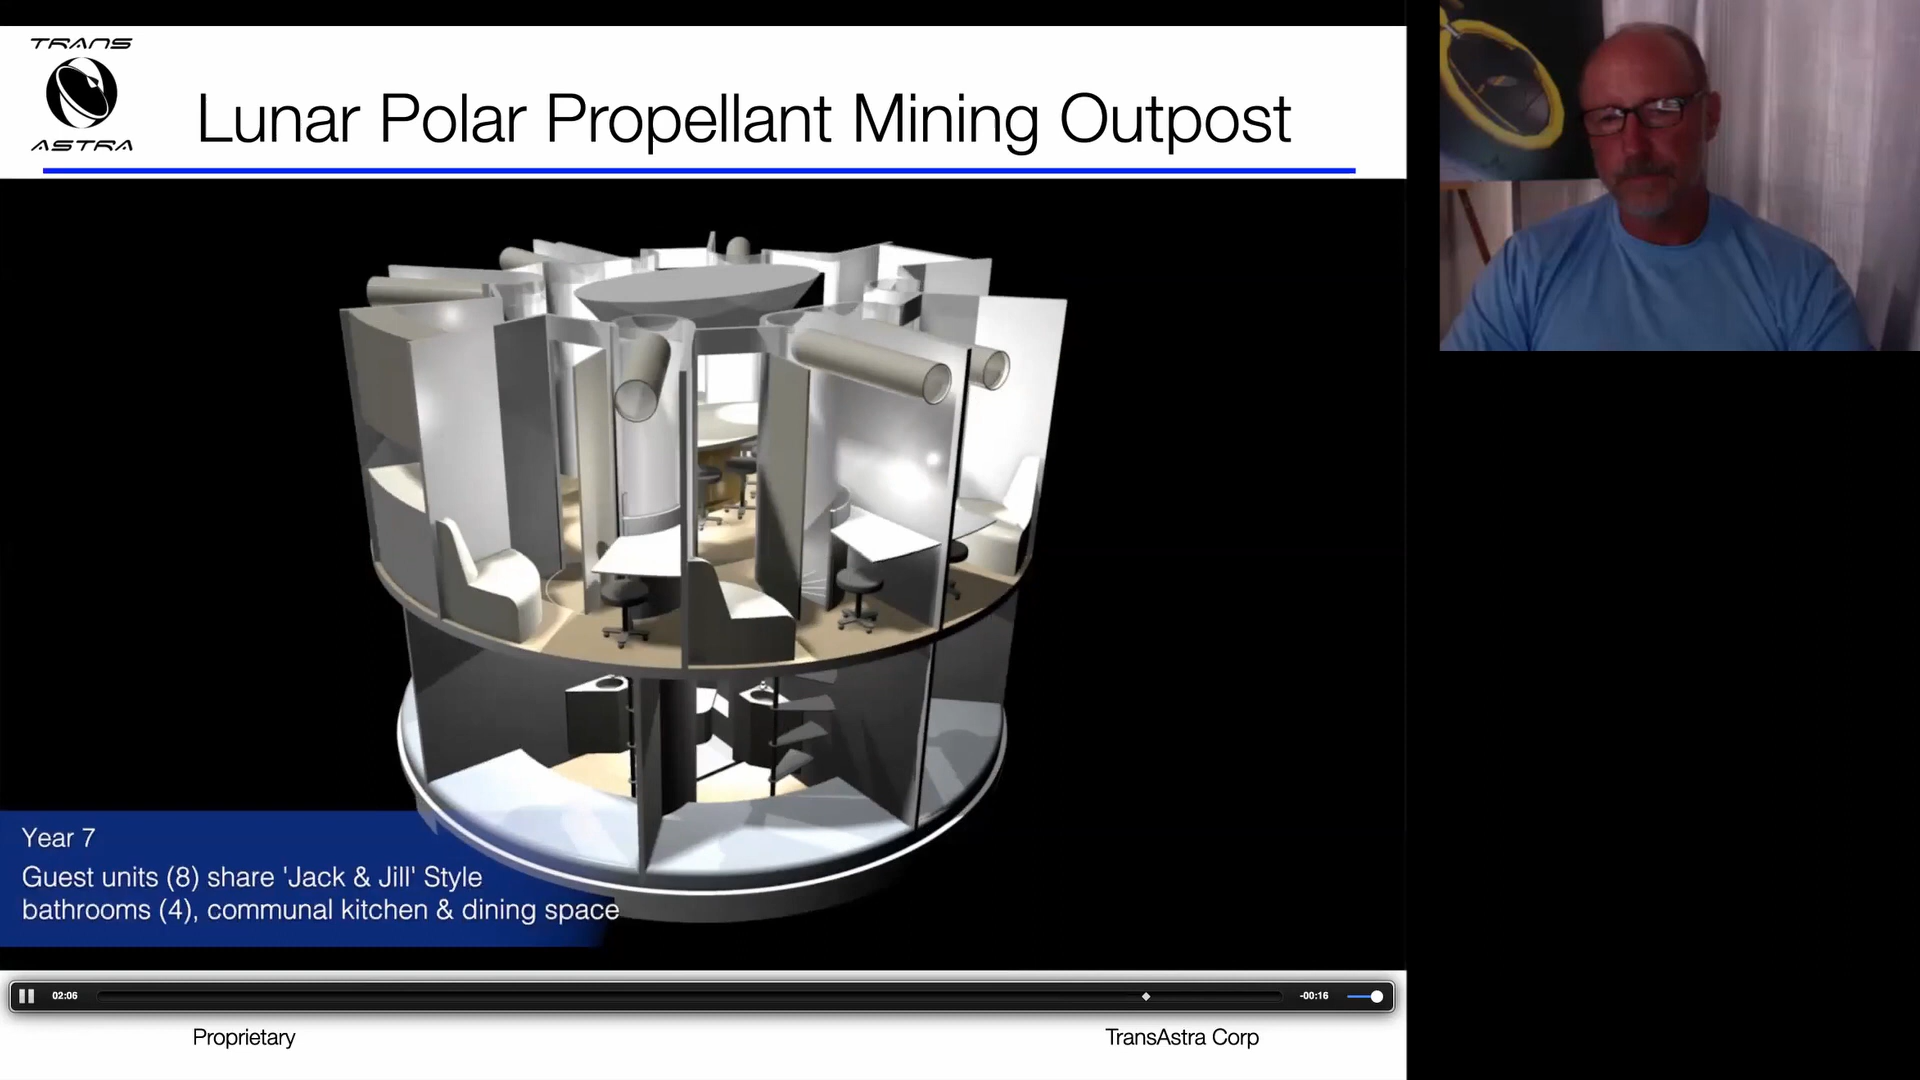 TRANS
ASTRA
Lunar Polar Propellant Mining Outpost
Year 7
Guest units (8) share 'Jack & Jill' Style
bathrooms (4), communal kitchen & dining space
02:06
-00:16
Proprietary
TransAstra Corp